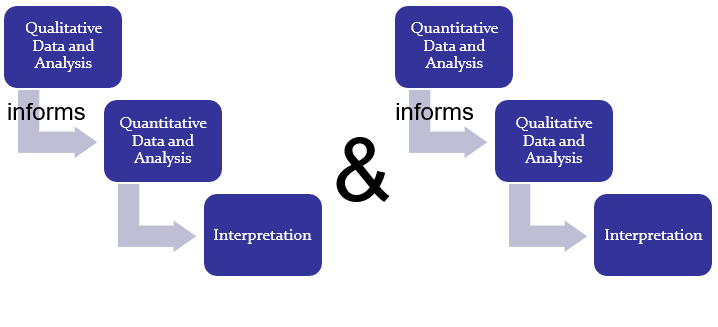 Qualitative
Data and
Analysis
informs
Quantitative
Data and
Analysis
Interpretation
&
Quantitative
Data and
Analysis
informs
Qualitative
Data and
Analysis
Interpretation